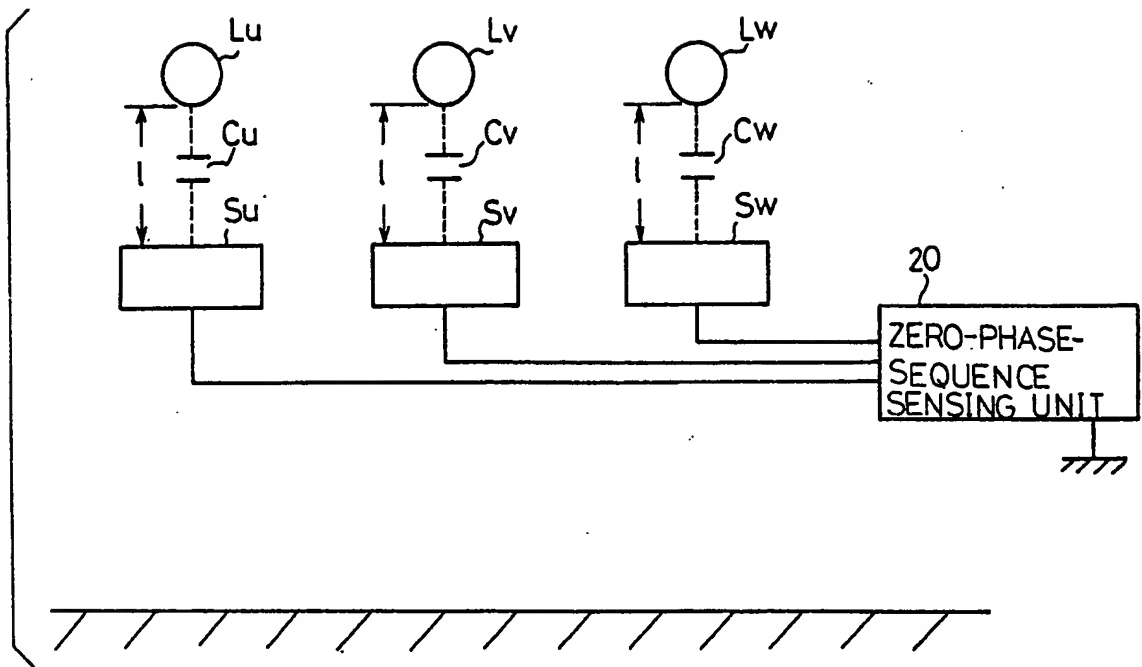 Lu
Lv
Lw
Cu
Cv
Cw
l
l
l
Su
Sv
Sw
20
ZERO-PHASE-
SEQUENCE
SENSING UNIT